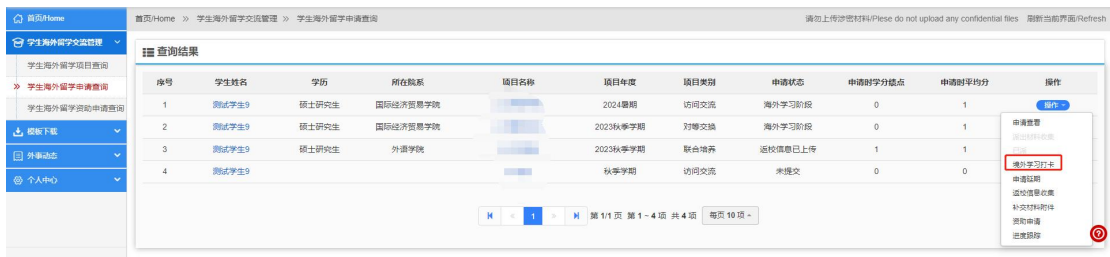 首页/Home
首页/Home » 学生海外留学交流管理 » 学生海外留学申请查询
请勿上传涉密材料/Plese do not upload any confidential files 刷新当前界面/Refresh
学生海外留学交流管理
学生海外留学项目查询
学生海外留学申请查询
学生海外留学资助申请查询
模板下载
外事动态
个人中心
查询结果
序号 学生姓名 学历 所在院系 项目名称 项目年度 项目类别 申请状态 申请时学分绩点 申请时平均分 操作
1 测试学生9 硕士研究生 国际经济贸易学院 2024暑期 访问交流 海外学习阶段 0 1 操作
2 测试学生9 硕士研究生 国际经济贸易学院 2023秋季学期 对等交换 海外学习阶段 0 1
3 测试学生9 硕士研究生 外语学院 2023秋季学期 联合培养 返校信息已上传 1 1
4 测试学生9 秋季学期 访问交流 未提交 0 0
申请查看
境外学习打卡
申请延期
返校信息收集
补交材料附件
资助申请
进度跟踪
1 第 1/1 页 第 1 ~ 4 项 共 4 项 每页 10 项